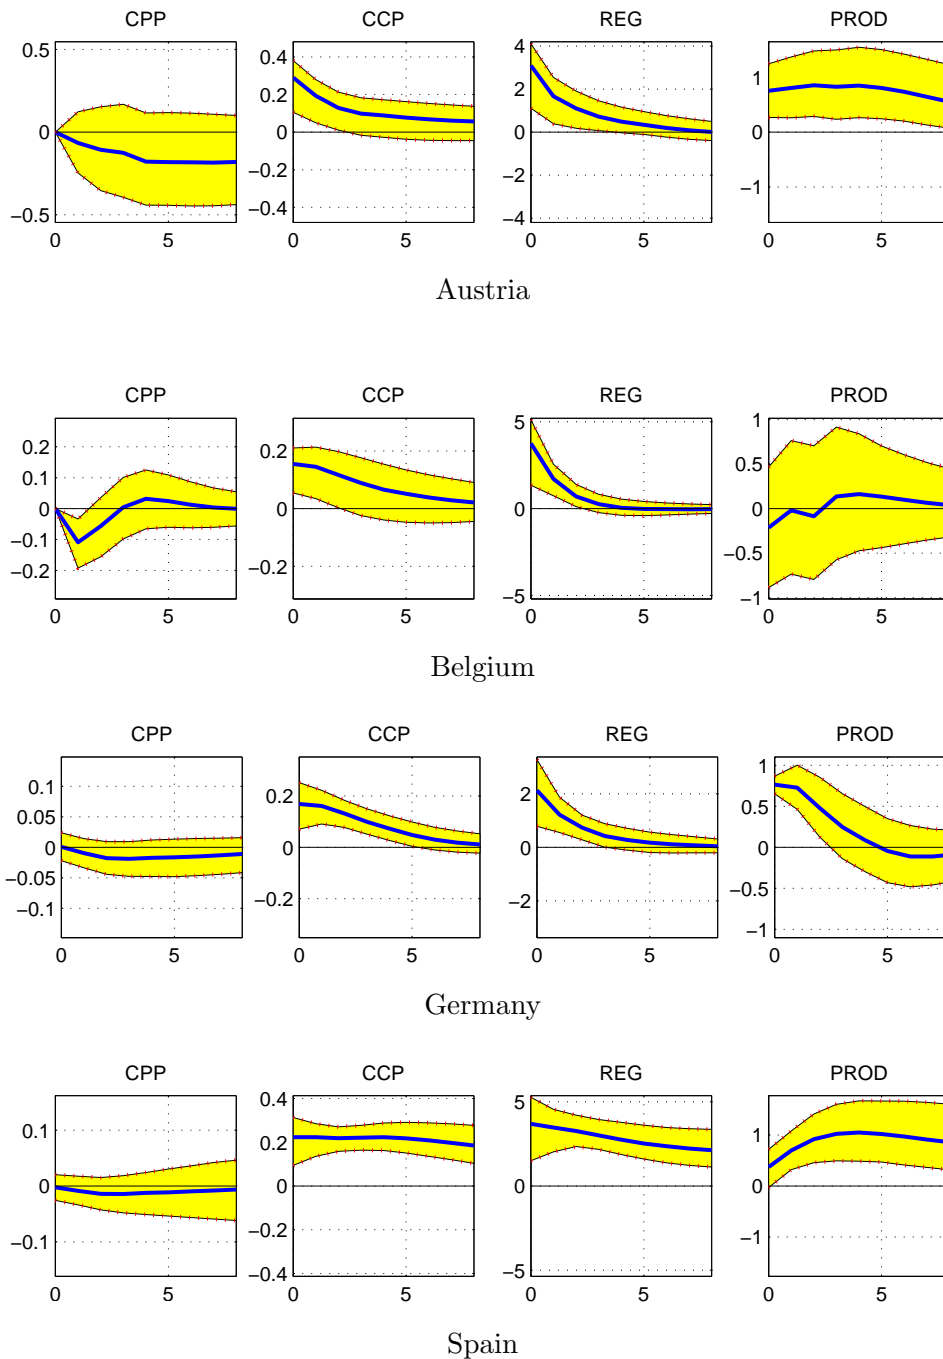 CPP CCP REG PROD
0.5 0.4 4 1
0.2 2
0 0 0 0
−0.2 −2 −1
−0.5 −0.4 −4
0 5 0 5 0 5 0 5
Austria
CPP CCP REG PROD
0.2 0.2 5 1
0.1 0.5
0 0 0 0
−0.1 −0.5
−0.2 −0.2 −5 −1
0 5 0 5 0 5 0 5
Belgium
CPP CCP REG PROD
0.1 0.2 2 1
0.05 0.5
0 0 0 0
−0.05 −0.5
−0.1 −0.2 −2 −1
0 5 0 5 0 5 0 5
Germany
CPP CCP REG PROD
0.1 0.4 5 1
0.2
0 0 0 0
−0.1 −0.2 −1
−0.4 −5
0 5 0 5 0 5 0 5
Spain